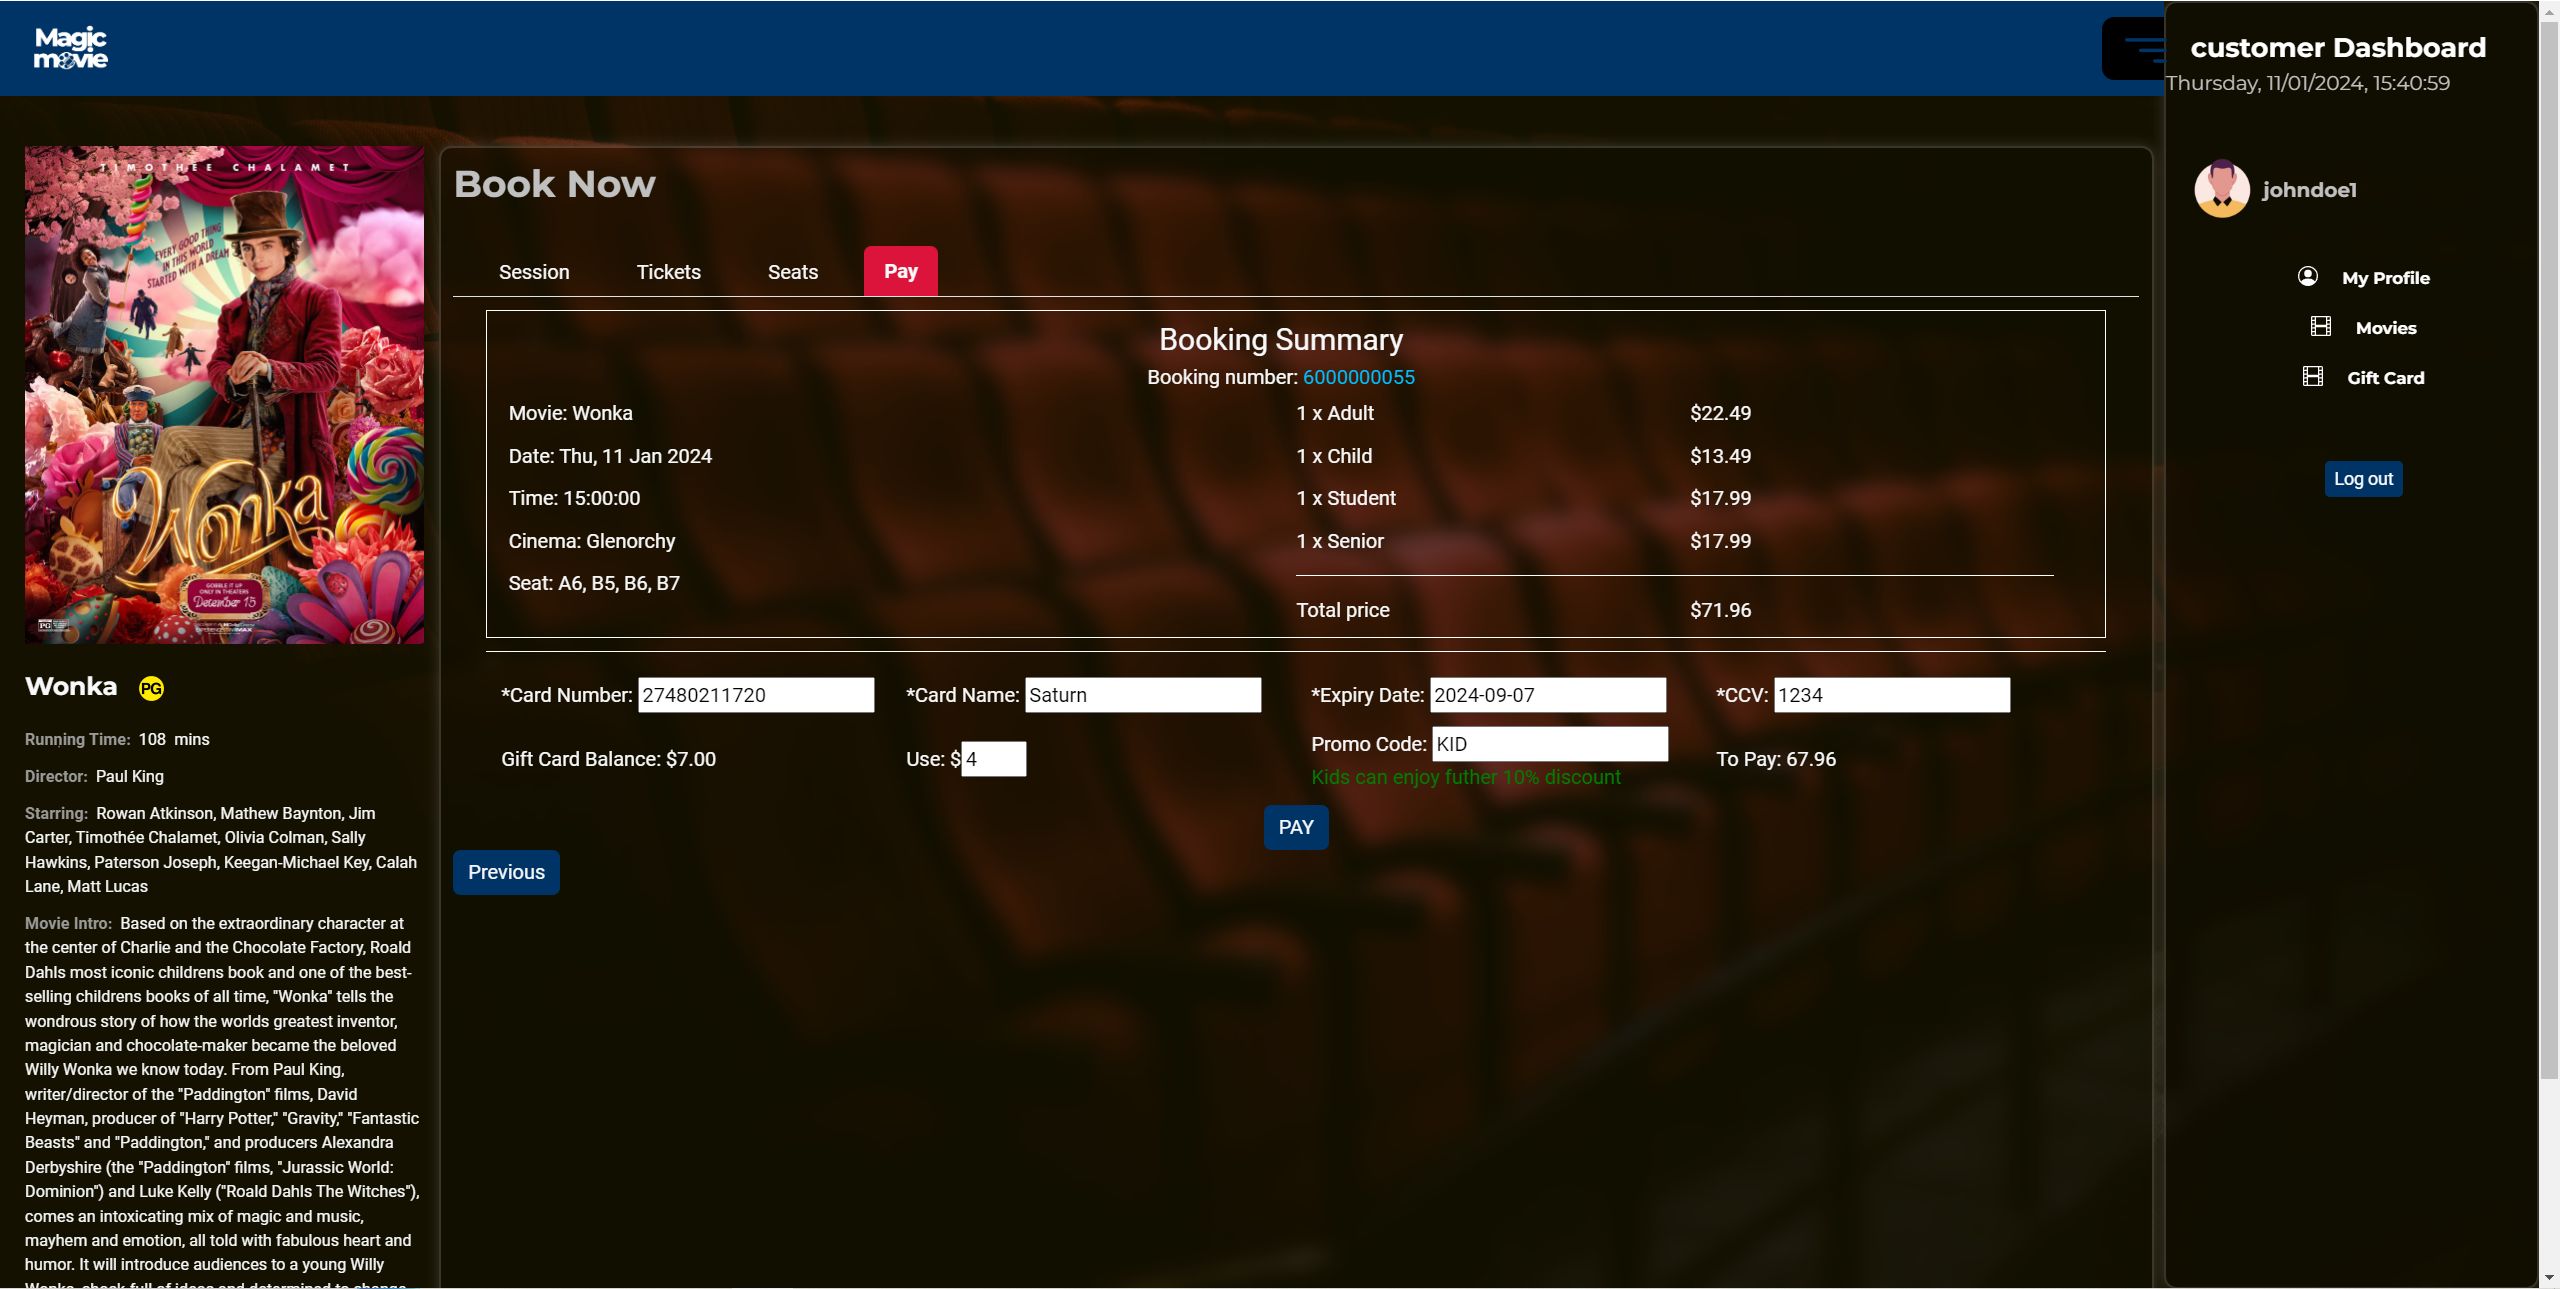 Magic
movie
customer Dashboard
Thursday, 11/01/2024, 15:40:59
johndoe1
My Profile
Movies
Gift Card
Log out
TIMOTHÉE CHALAMET
EVERY GOOD THING
IN THIS WORLD
STARTED WITH A DREAM
Wonka
GOBBLE IT UP
ONLY IN THEATERS
December 15
PG
Wonka PG
Running Time: 108 mins
Director: Paul King
Starring: Rowan Atkinson, Mathew Baynton, Jim
Carter, Timothée Chalamet, Olivia Colman, Sally
Hawkins, Paterson Joseph, Keegan-Michael Key, Calah
Lane, Matt Lucas
Movie Intro: Based on the extraordinary character at
the center of Charlie and the Chocolate Factory, Roald
Dahls most iconic childrens book and one of the best-
selling childrens books of all time, "Wonka" tells the
wondrous story of how the worlds greatest inventor,
magician and chocolate-maker became the beloved
Willy Wonka we know today. From Paul King,
writer/director of the "Paddington" films, David
Heyman, producer of "Harry Potter," "Gravity," "Fantastic
Beasts" and "Paddington," and producers Alexandra
Derbyshire (the "Paddington" films, "Jurassic World:
Dominion") and Luke Kelly ("Roald Dahls The Witches"),
comes an intoxicating mix of magic and music,
mayhem and emotion, all told with fabulous heart and
humor. It will introduce audiences to a young Willy
Wonka, chock full of ideas and determined to change
Book Now
Session Tickets Seats Pay
Booking Summary
Booking number: 6000000055
Movie: Wonka
Date: Thu, 11 Jan 2024
Time: 15:00:00
Cinema: Glenorchy
Seat: A6, B5, B6, B7
1 x Adult $22.49
1 x Child $13.49
1 x Student $17.99
1 x Senior $17.99
Total price $71.96
*Card Number: 27480211720 *Card Name: Saturn *Expiry Date: 2024-09-07 *CCV: 1234
Gift Card Balance: $7.00 Use: $4 Promo Code: KID To Pay: 67.96
Kids can enjoy futher 10% discount
PAY
Previous